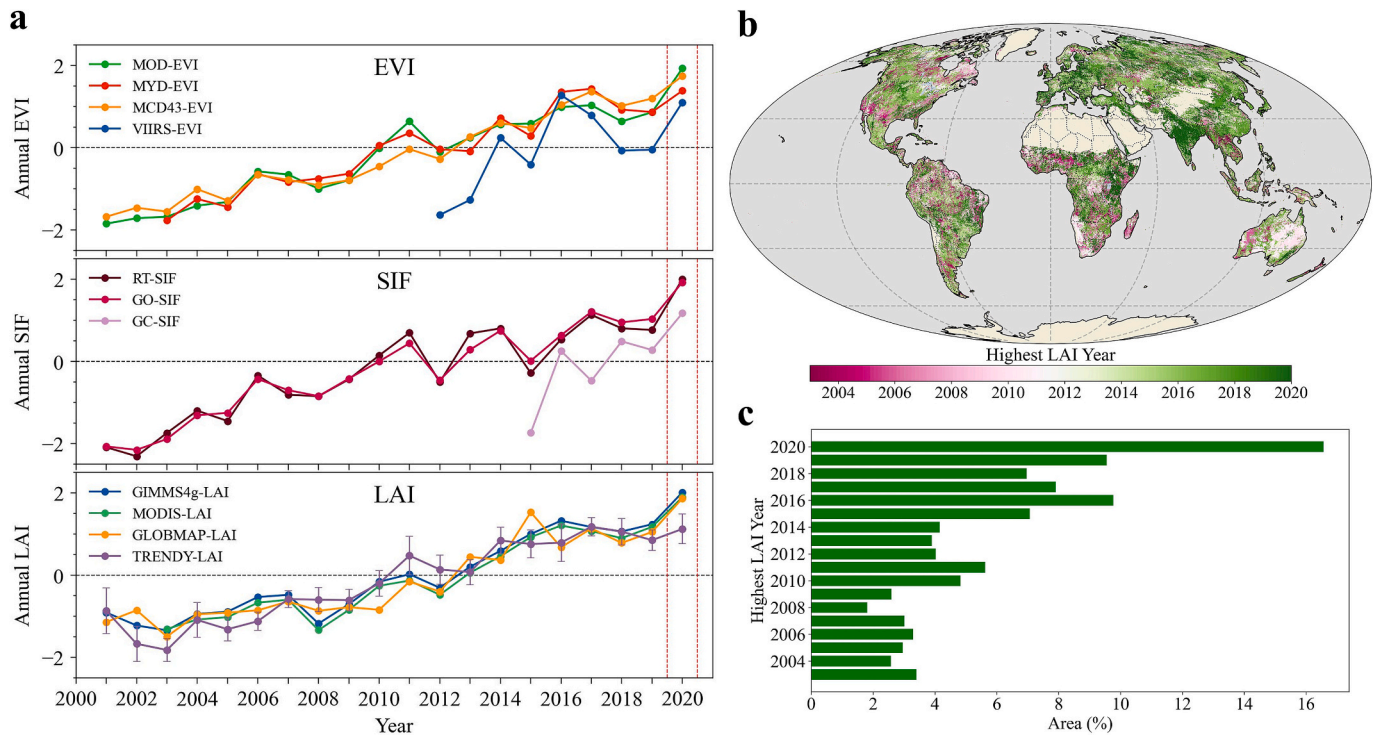 a
EVI
MOD-EVI
MYD-EVI
MCD43-EVI
VIIRS-EVI
Annual EVI
2
0
−2
SIF
RT-SIF
GO-SIF
GC-SIF
Annual SIF
2
0
−2
LAI
GIMMS4g-LAI
MODIS-LAI
GLOBMAP-LAI
TRENDY-LAI
Annual LAI
2
0
−2
2000 2002 2004 2006 2008 2010 2012 2014 2016 2018 2020
Year
b
Highest LAI Year
2004 2006 2008 2010 2012 2014 2016 2018 2020
c
Highest LAI Year
2020
2018
2016
2014
2012
2010
2008
2006
2004
0 2 4 6 8 10 12 14 16
Area (%)